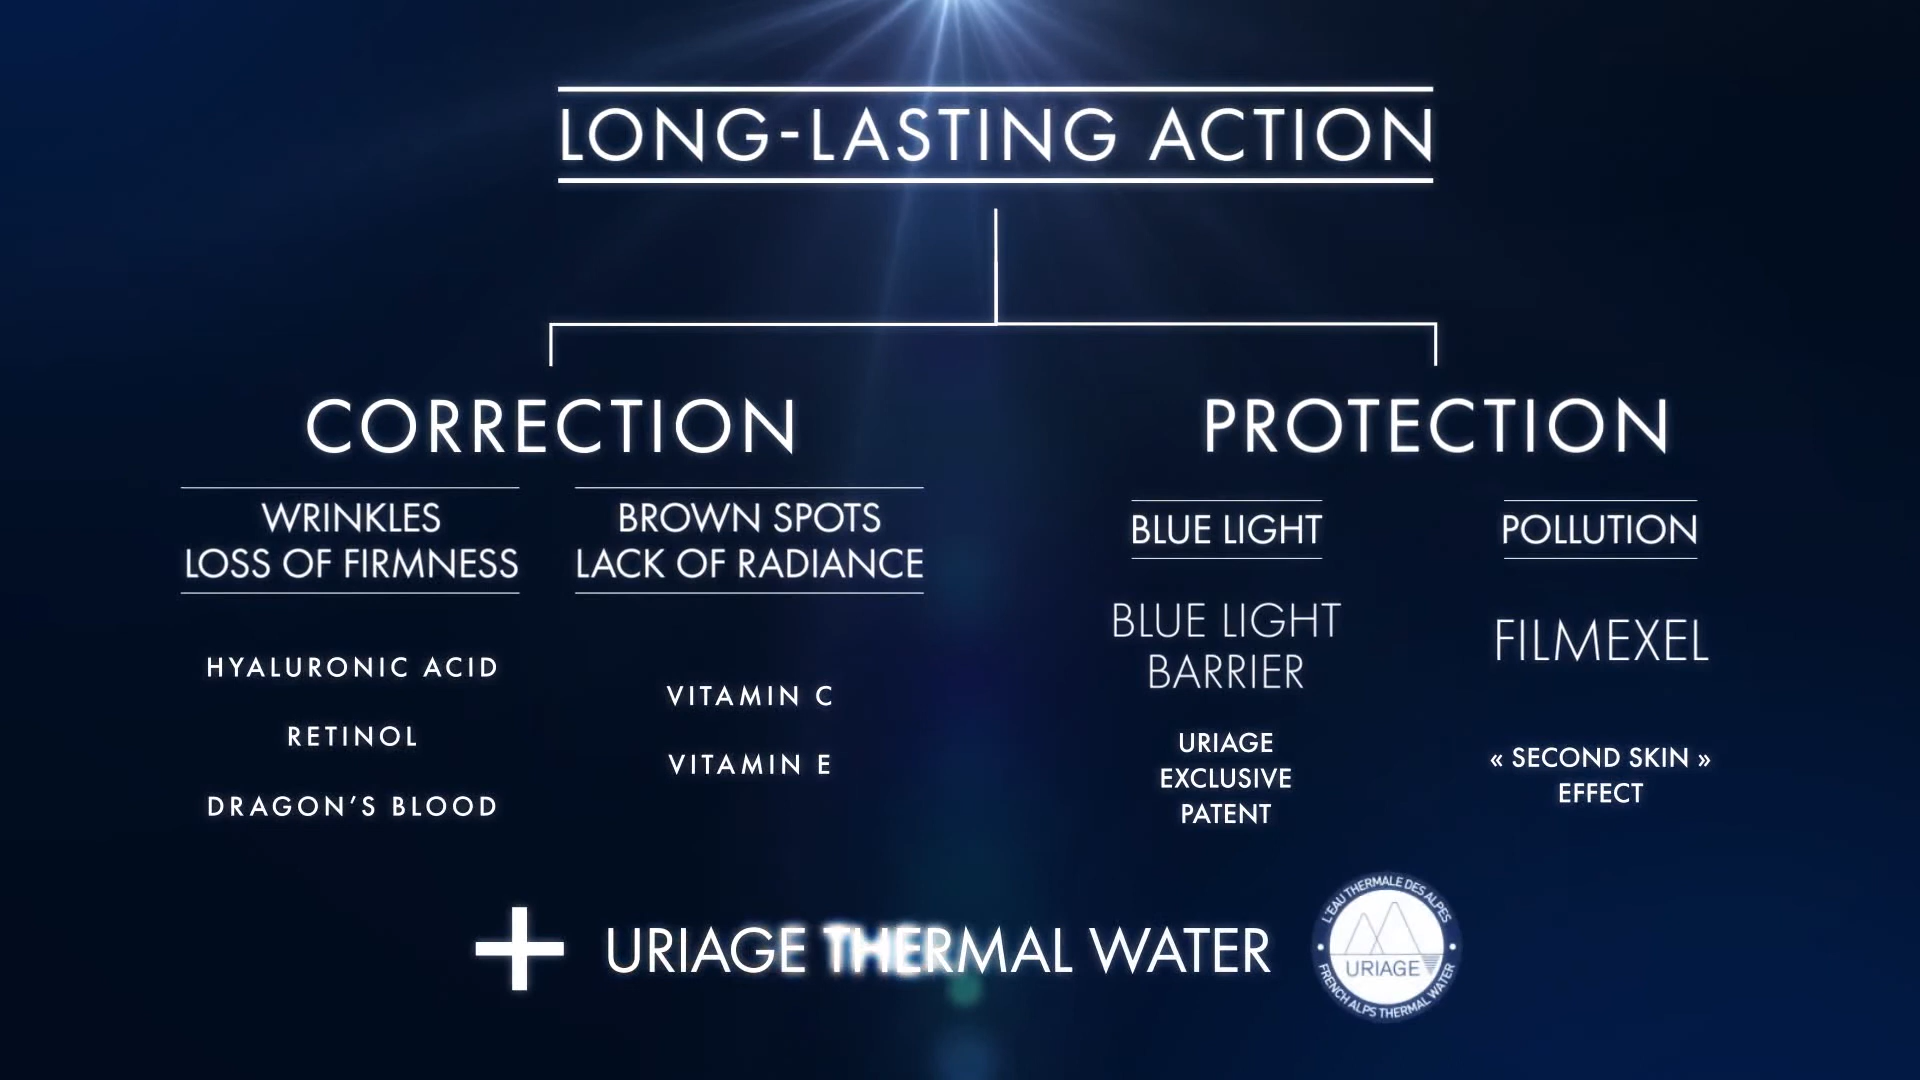 LONG-LASTING ACTION
CORRECTION
WRINKLES
LOSS OF FIRMNESS
HYALURONIC ACID
RETINOL
DRAGON'S BLOOD
BROWN SPOTS
LACK OF RADIANCE
VITAMIN C
VITAMIN E
PROTECTION
BLUE LIGHT
BLUE LIGHT
BARRIER
URIAGE
EXCLUSIVE
PATENT
POLLUTION
FILMEXEL
« SECOND SKIN »
EFFECT
+ URIAGE THERMAL WATER
L'EAU THERMALE DES ALPES
URIAGE
FRENCH ALPS THERMAL WATER